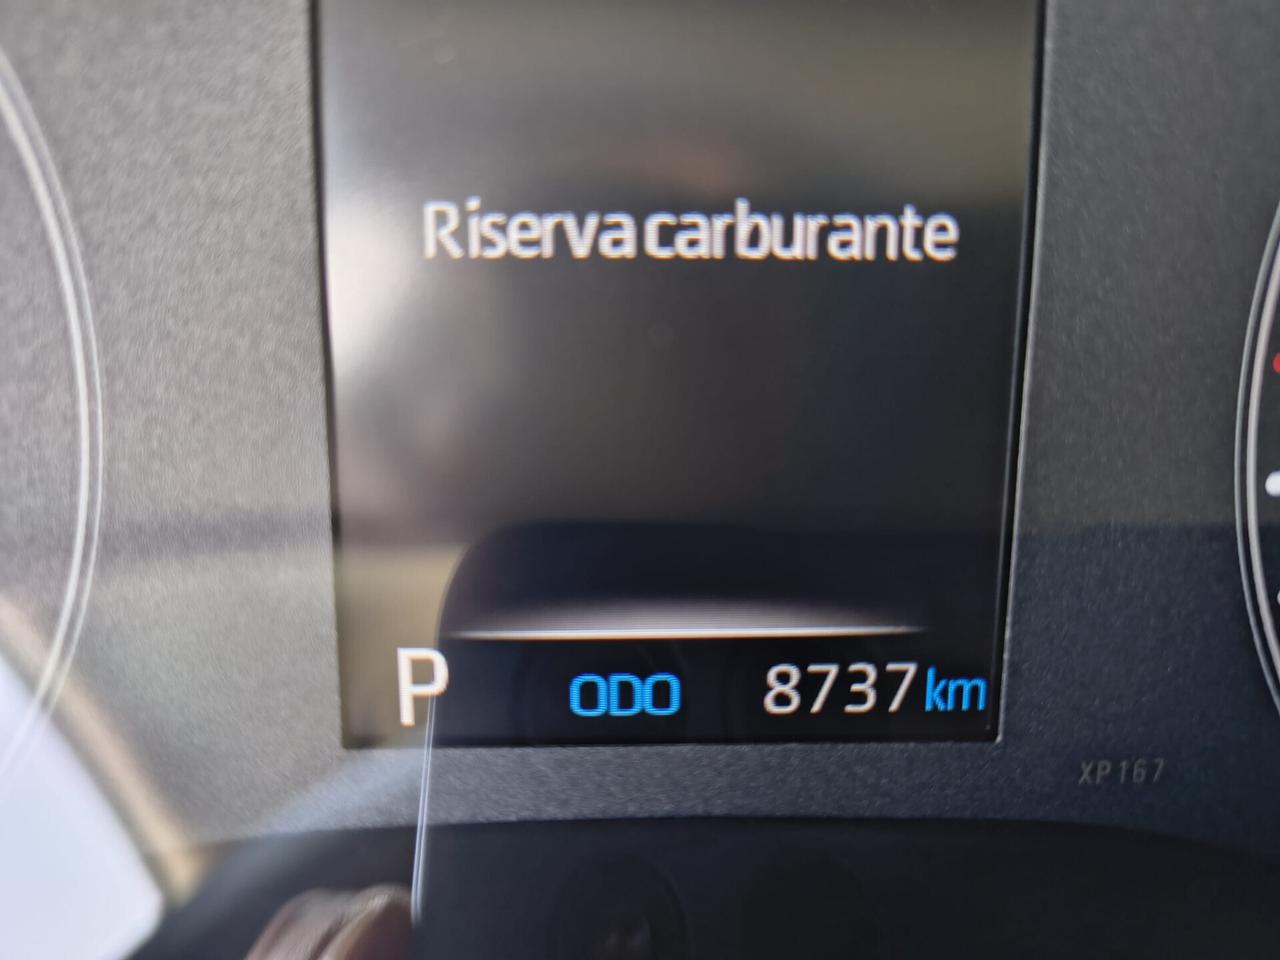 Riserva carburante
P ODO 8737 km
XP167